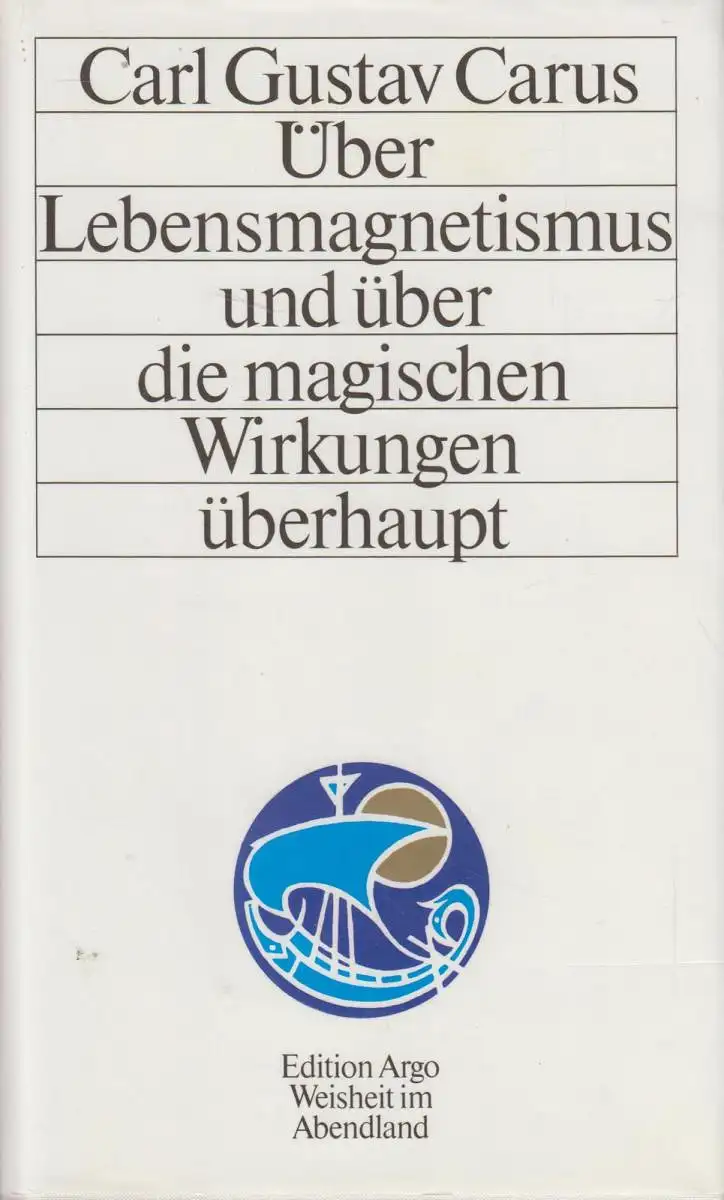 Carl Gustav Carus
Über
Lebensmagnetismus
und über
die magischen
Wirkungen
überhaupt
Edition Argo
Weisheit im
Abendland